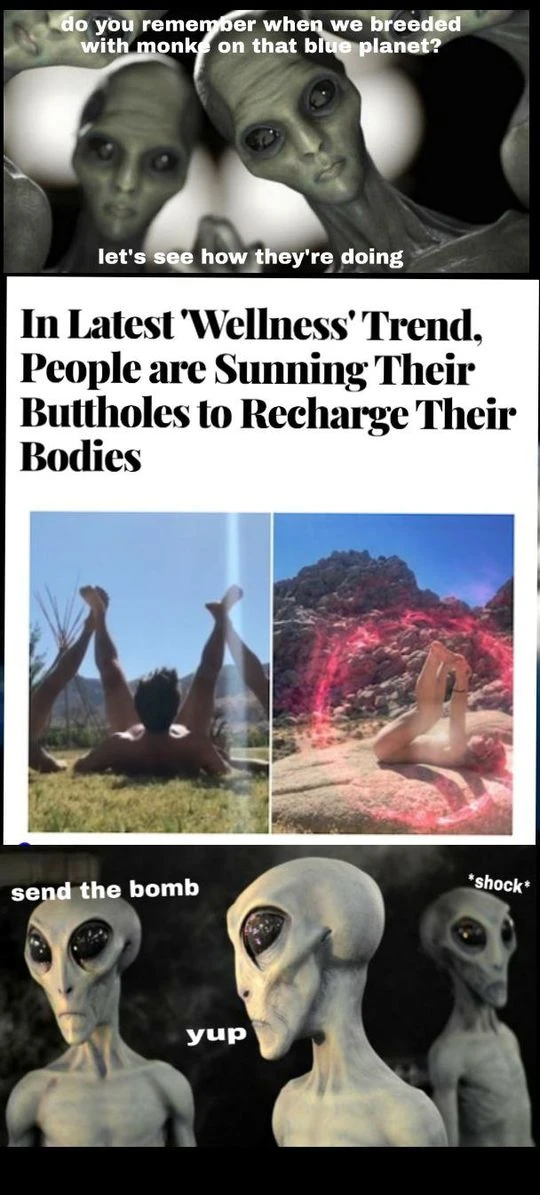 do you remember when we breeded
with monke on that blue planet?
let's see how they're doing
In Latest 'Wellness' Trend,
People are Sunning Their
Buttholes to Recharge Their
Bodies
send the bomb
*shock*
yup